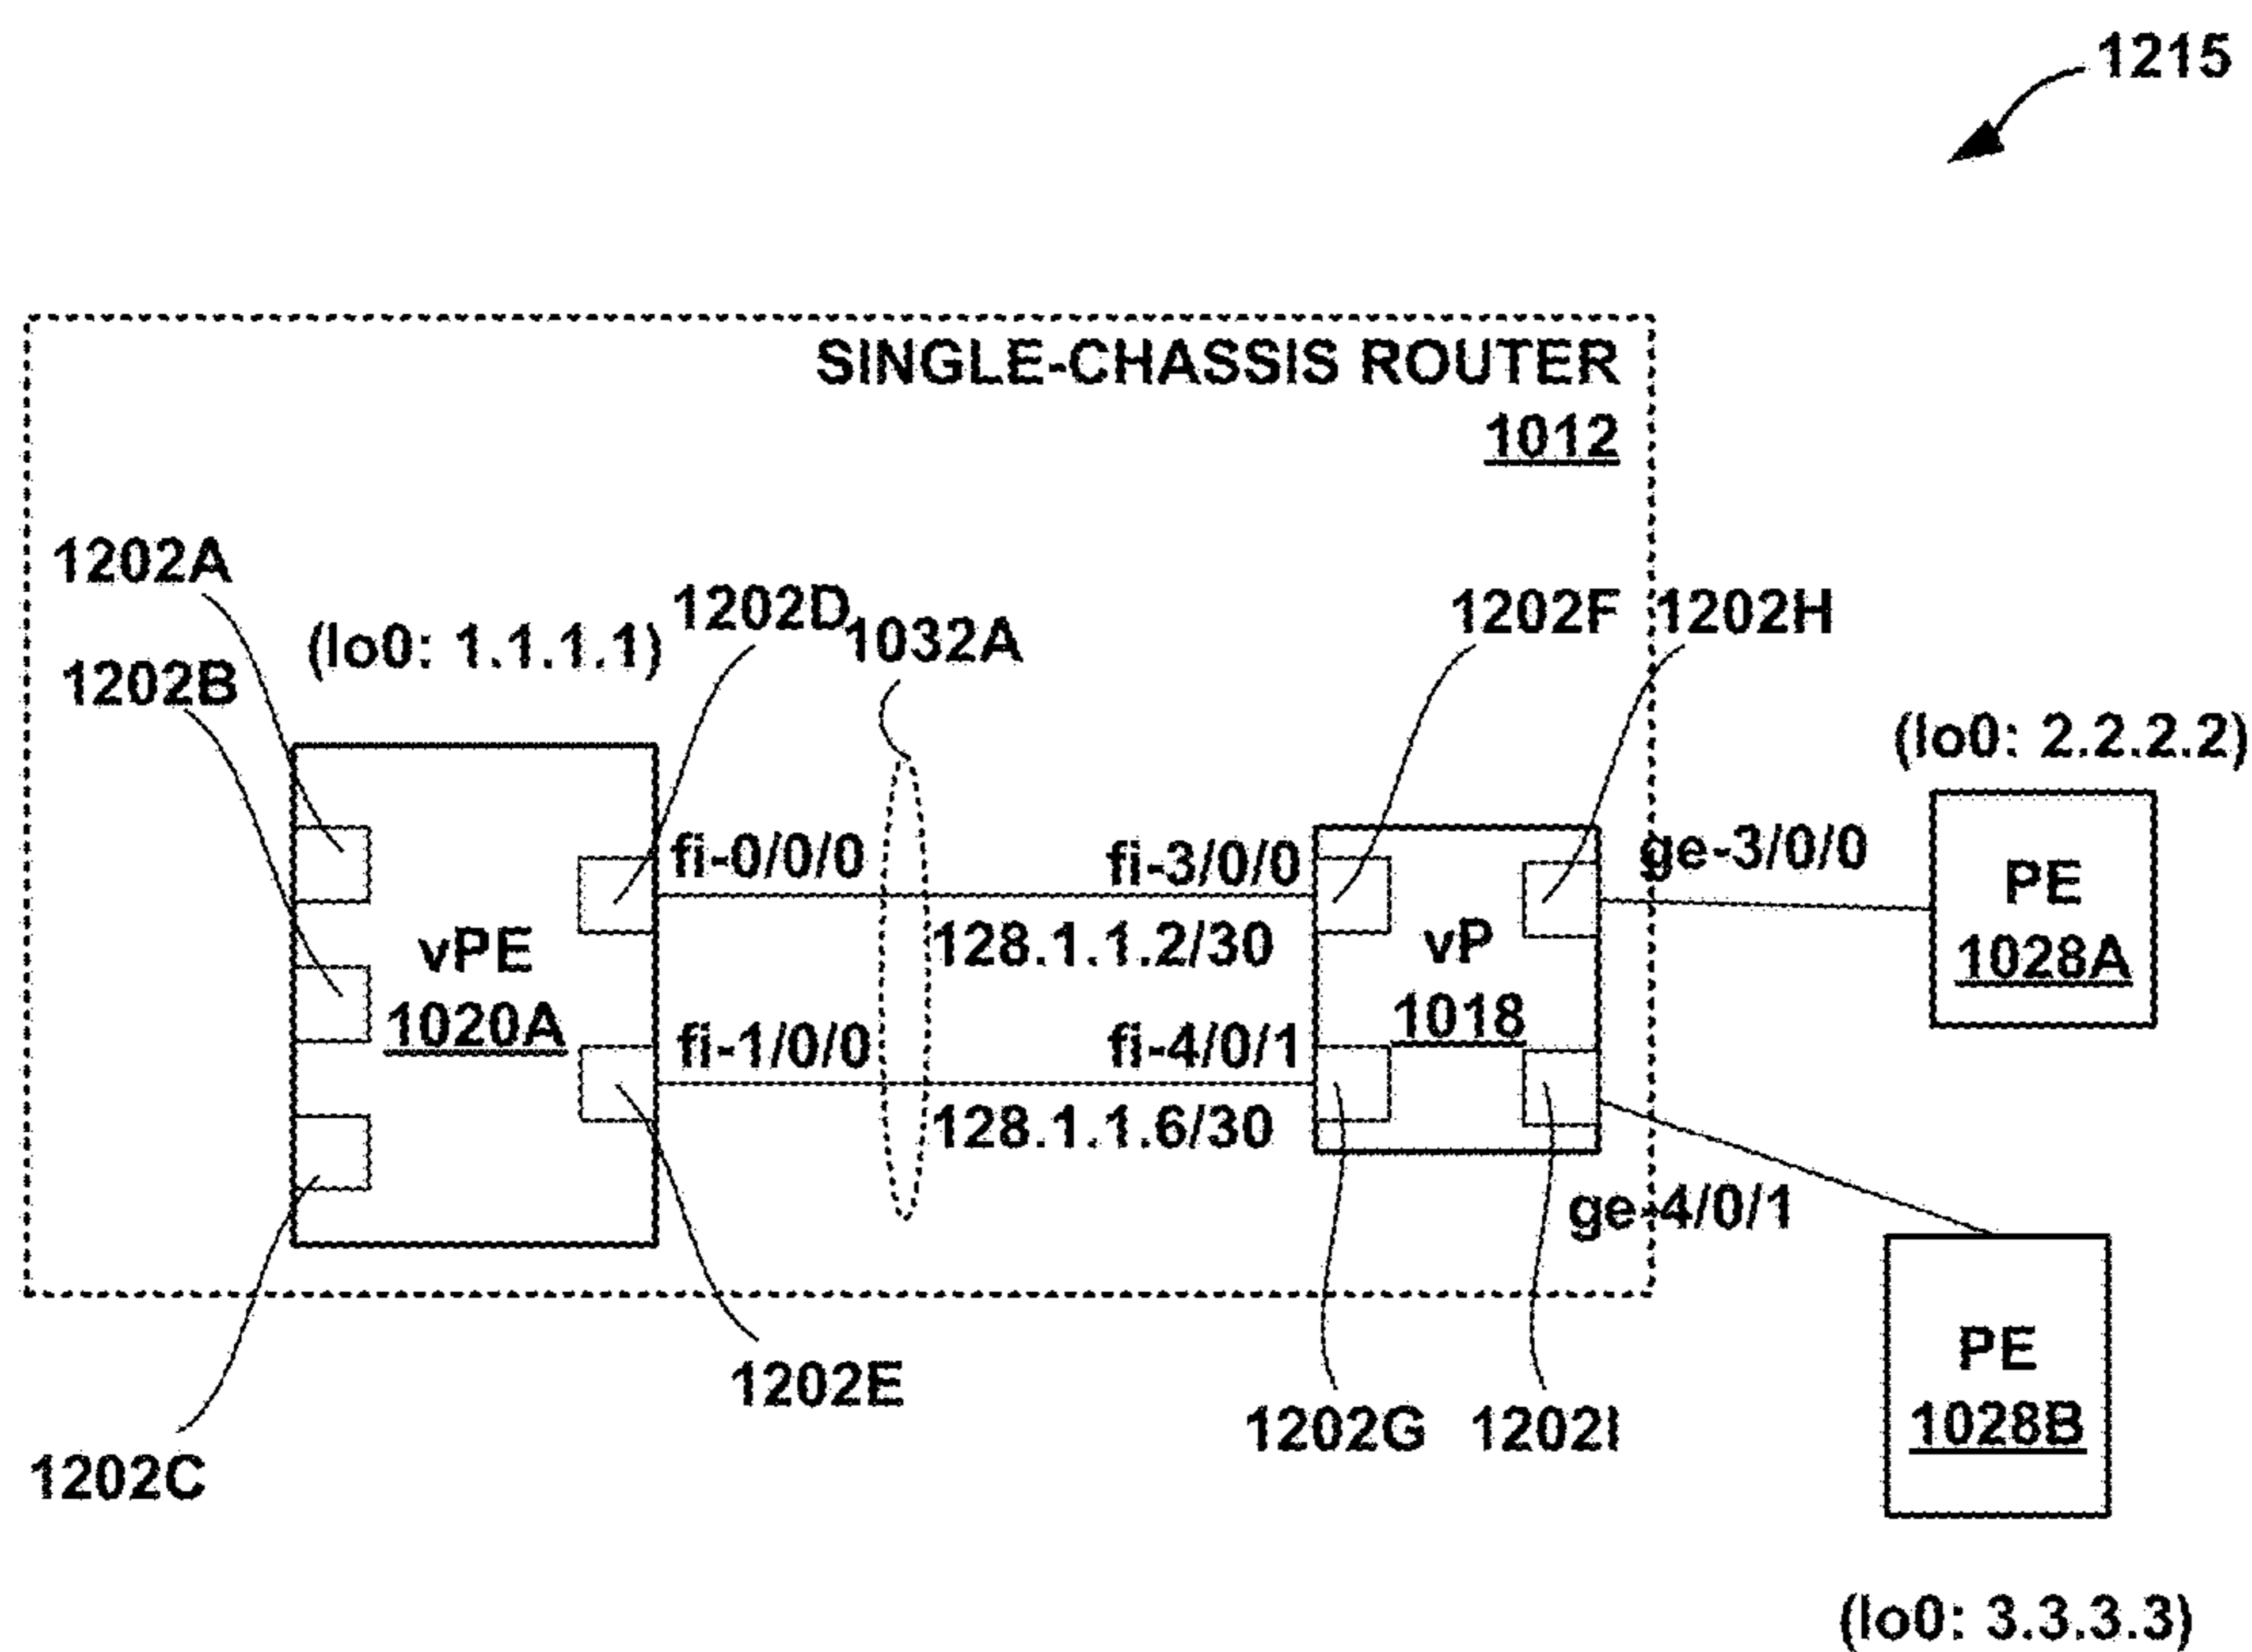 1215
SINGLE-CHASSIS ROUTER
1012
1202A
1202B
(lo0: 1.1.1.1)
1202D
1032A
1202F
1202H
(lo0: 2.2.2.2)
fi-0/0/0
fi-3/0/0
ge-3/0/0
128.1.1.2/30
vPE
1020A
vP
1018
PE
1028A
fi-1/0/0
fi-4/0/1
128.1.1.6/30
ge-4/0/1
1202E
1202C
1202G
1202I
PE
1028B
(lo0: 3.3.3.3)